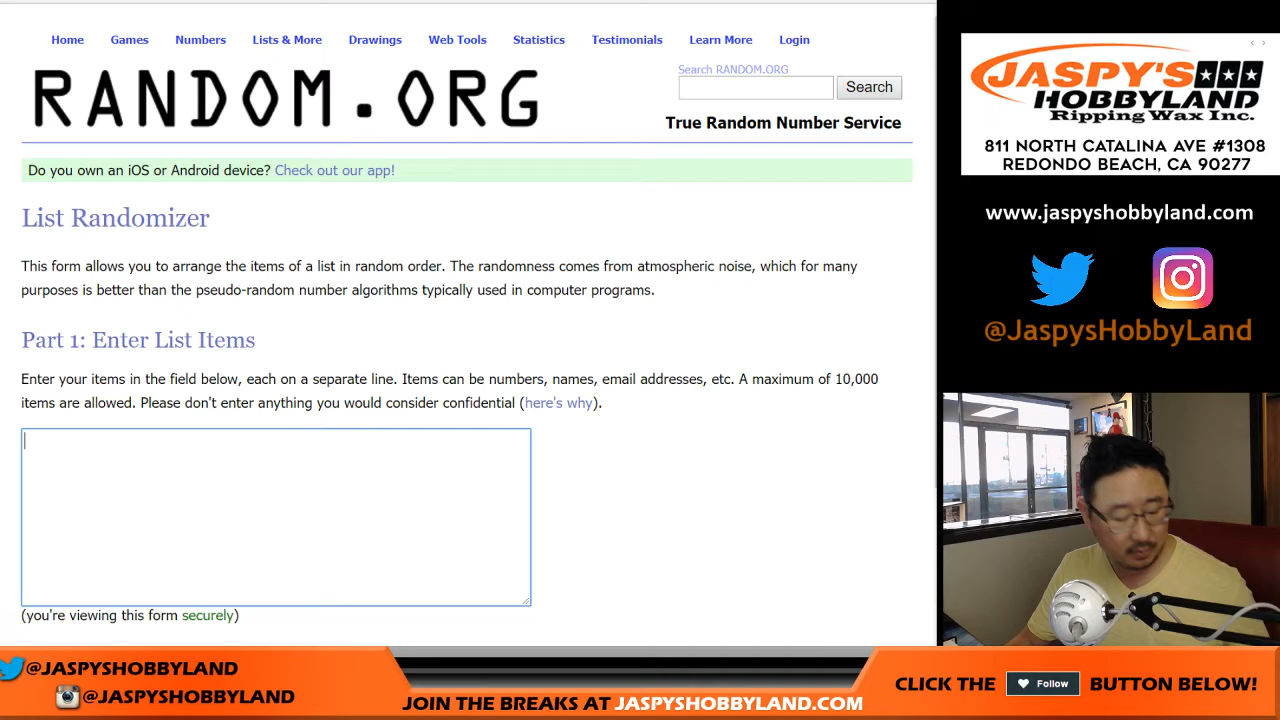 Home Games Numbers Lists & More Drawings Web Tools Statistics Testimonials Learn More Login
RANDOM.ORG
Search RANDOM.ORG
Search
True Random Number Service
Do you own an iOS or Android device? Check out our app!
List Randomizer
This form allows you to arrange the items of a list in random order. The randomness comes from atmospheric noise, which for many
purposes is better than the pseudo-random number algorithms typically used in computer programs.
Part 1: Enter List Items
Enter your items in the field below, each on a separate line. Items can be numbers, names, email addresses, etc. A maximum of 10,000
items are allowed. Please don't enter anything you would consider confidential (here's why).
(you're viewing this form securely)
JASPY'S
HOBBYLAND
Ripping Wax Inc.
811 NORTH CATALINA AVE #1308
REDONDO BEACH, CA 90277
www.jaspyshobbyland.com
@JaspysHobbyLand
@JASPYSHOBBYLAND
@JASPYSHOBBYLAND
JOIN THE BREAKS AT JASPYSHOBBYLAND.COM
CLICK THE Follow BUTTON BELOW!